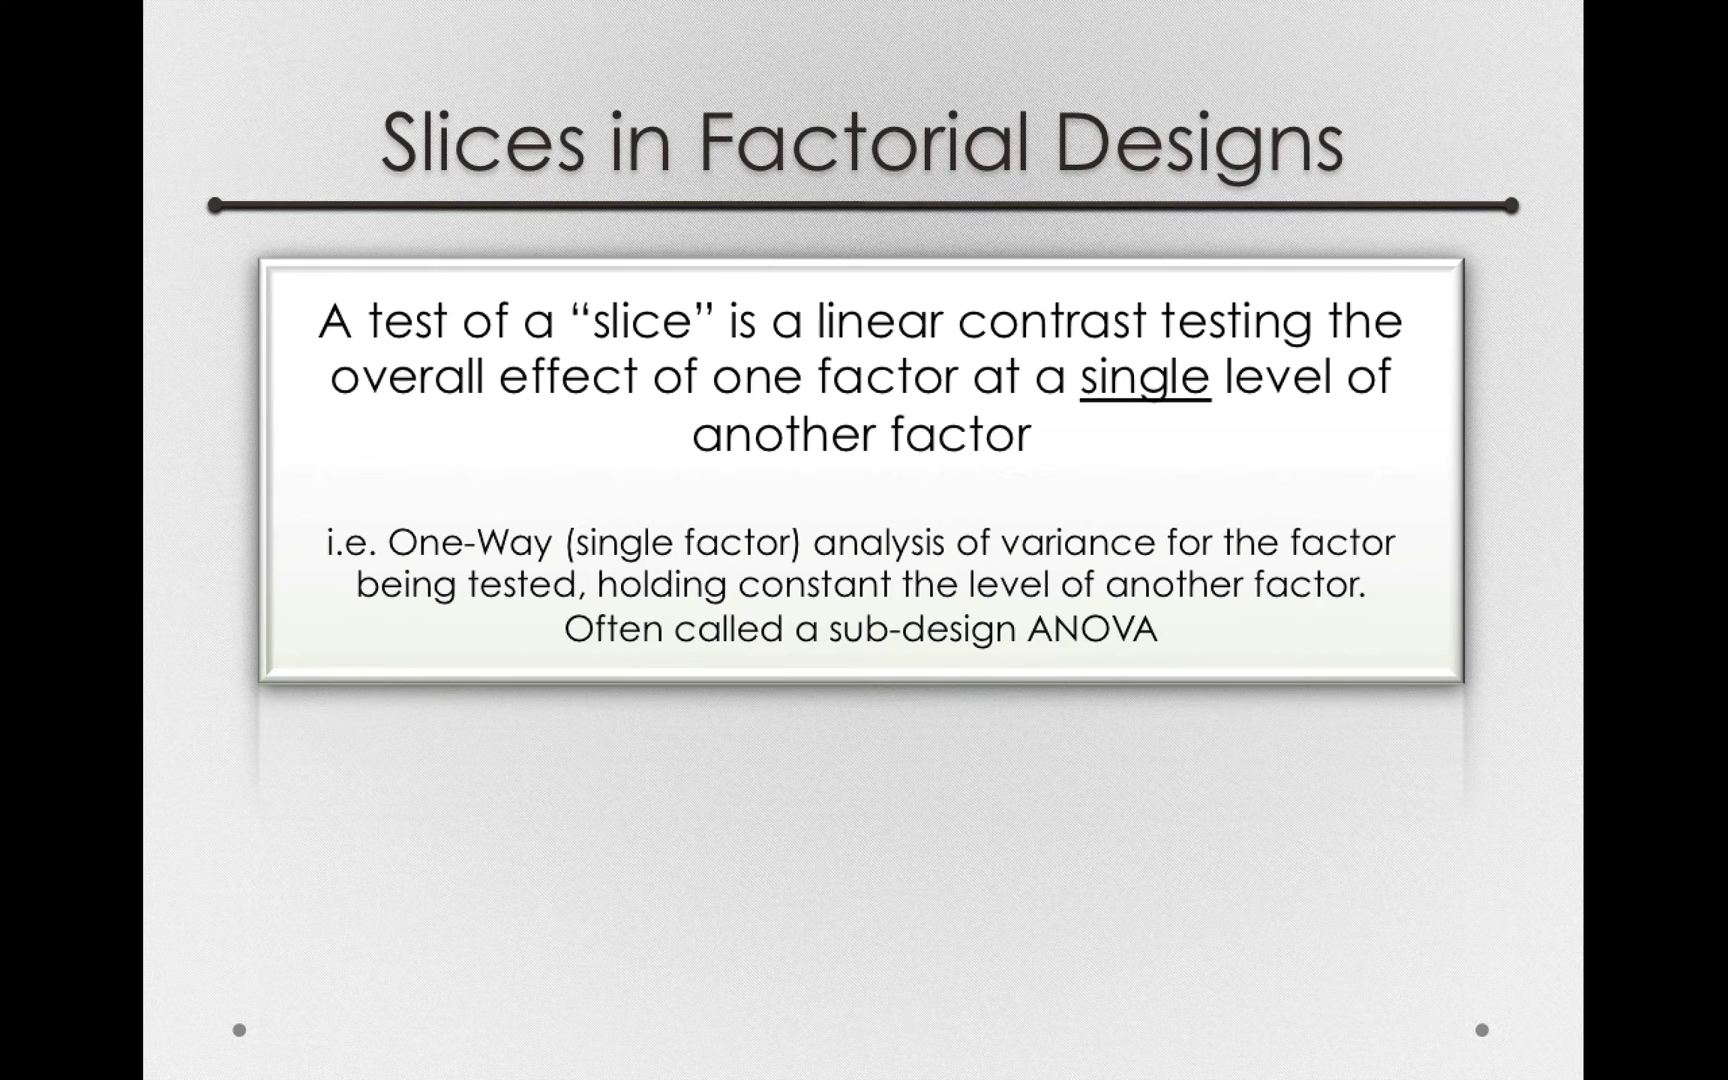 Slices in Factorial Designs
A test of a “slice” is a linear contrast testing the
overall effect of one factor at a single level of
another factor
i.e. One-Way (single factor) analysis of variance for the factor
being tested, holding constant the level of another factor.
Often called a sub-design ANOVA